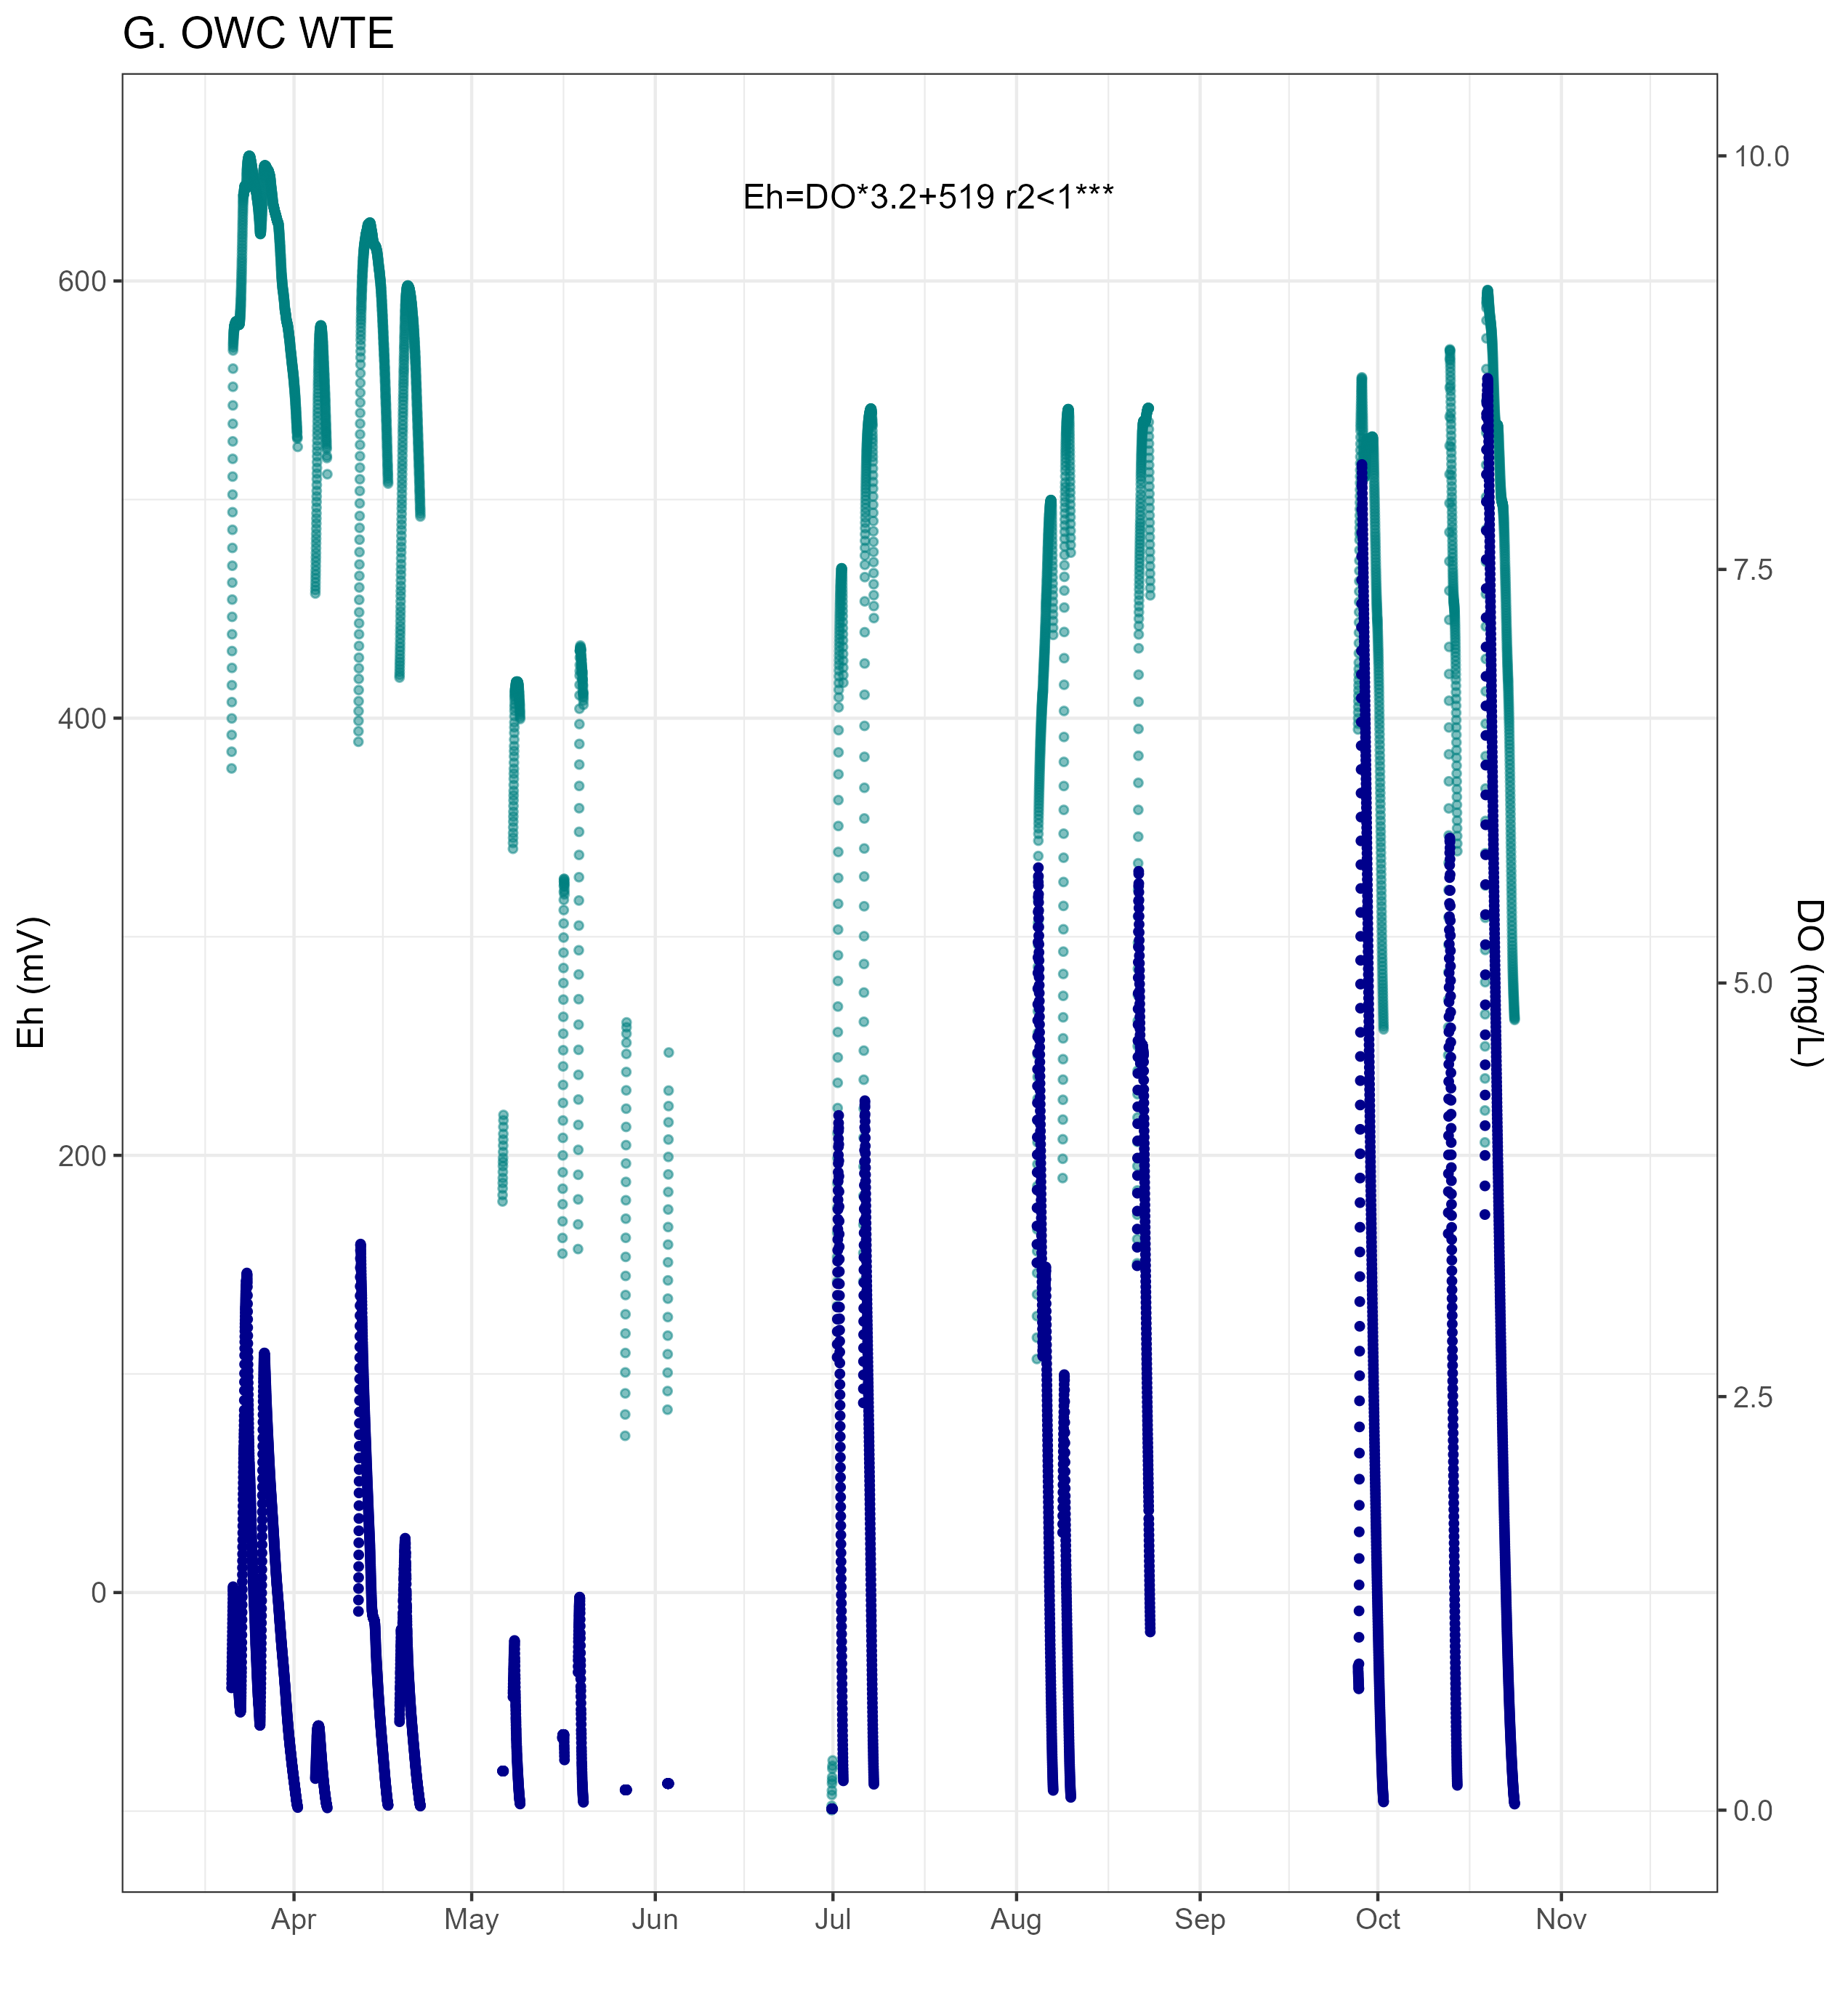 G. OWC WTE
Eh=DO*3.2+519 r2<1***
600
400
200
0
Eh (mV)
10.0
7.5
5.0
2.5
0.0
DO (mg/L)
Apr May Jun Jul Aug Sep Oct Nov